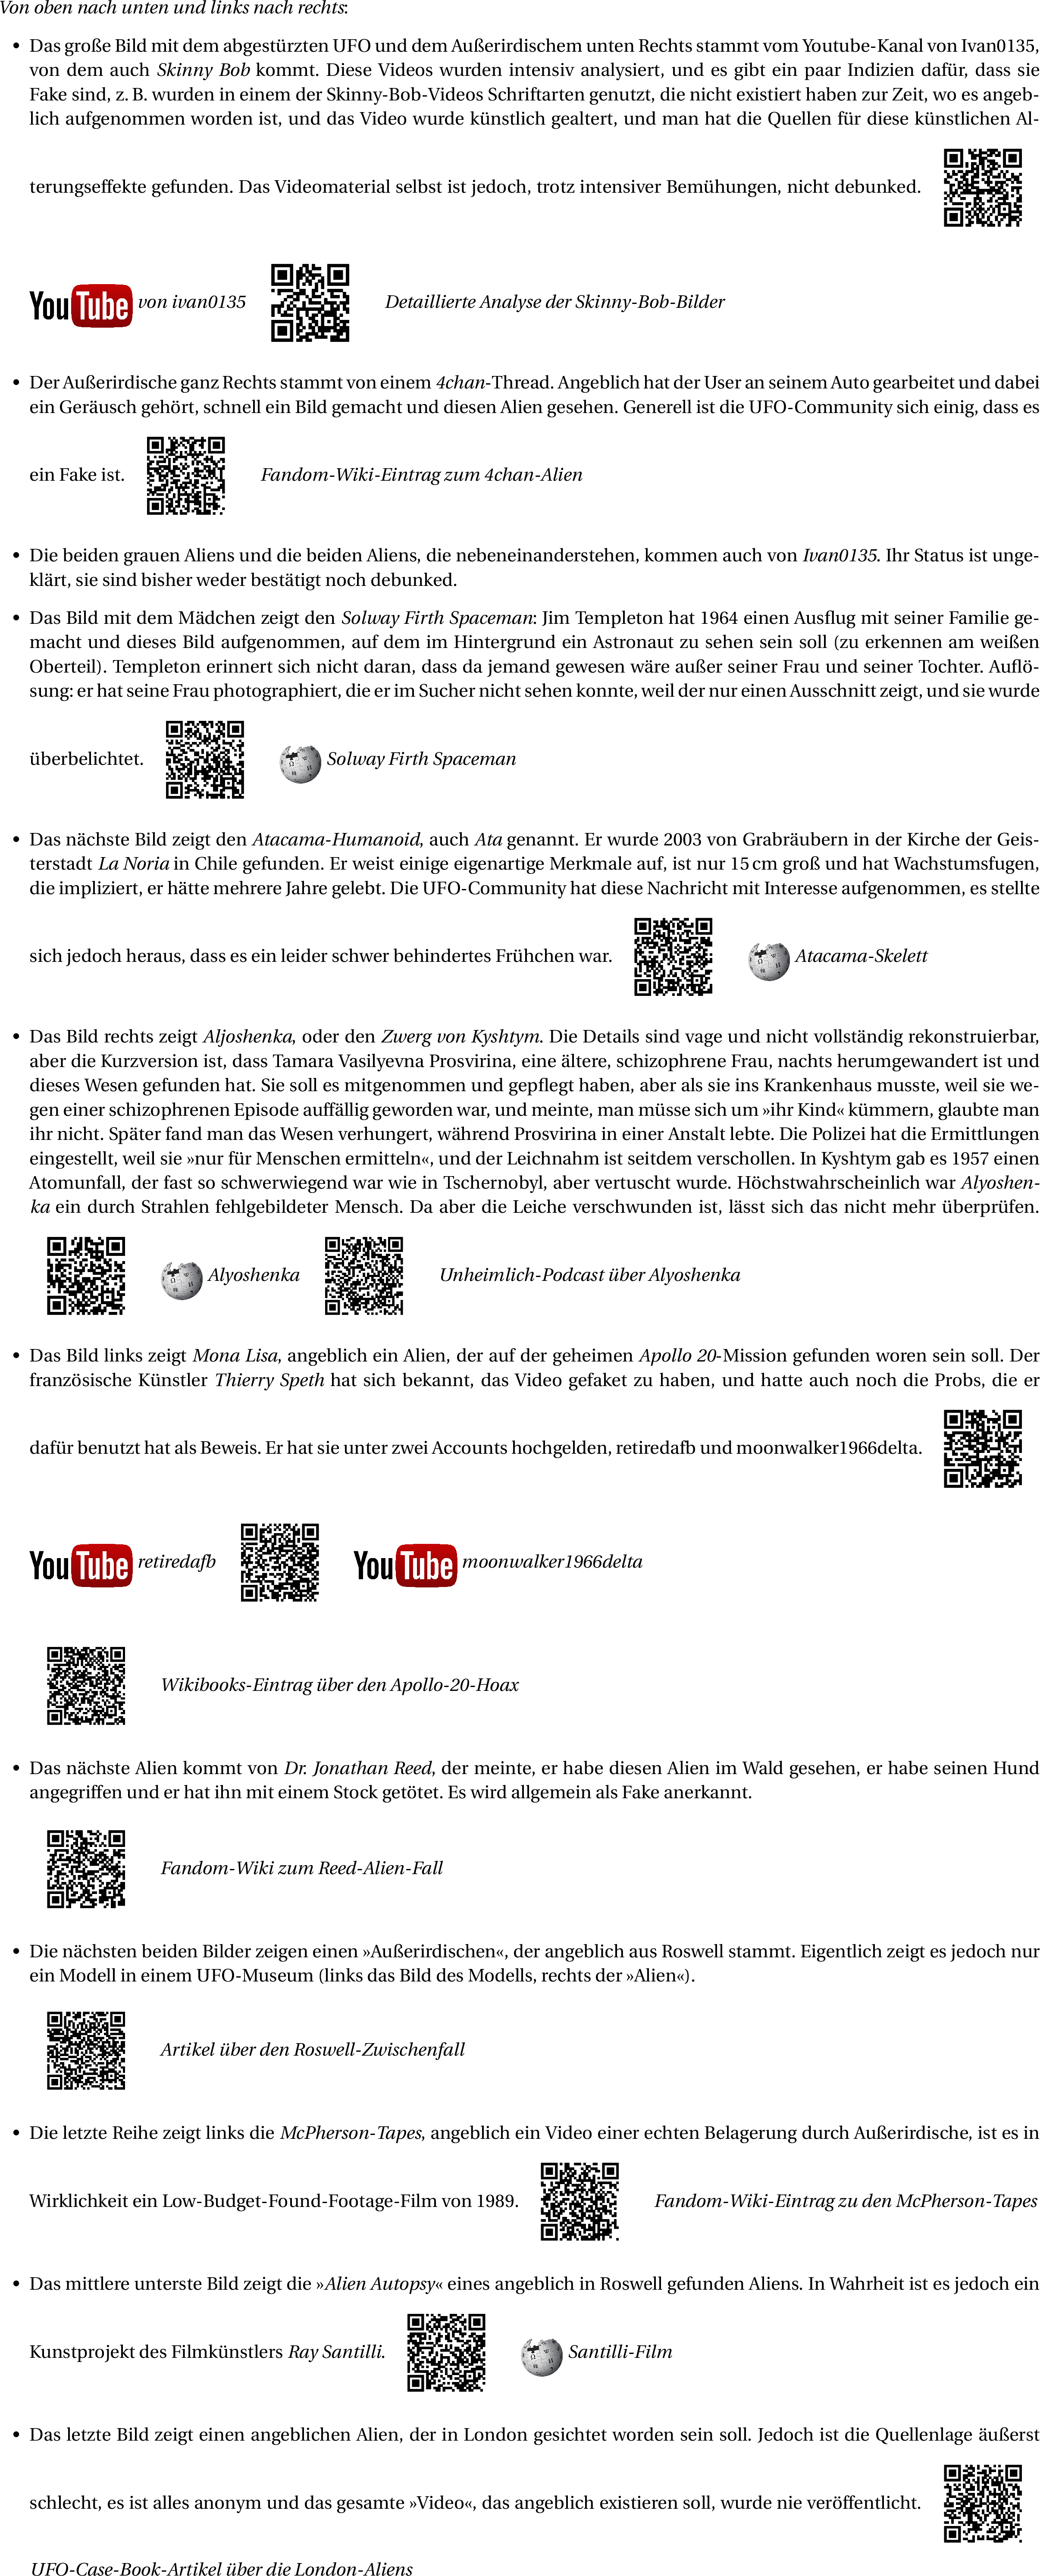 Von oben nach unten und links nach rechts:
• Das große Bild mit dem abgestürzten UFO und dem Außerirdischem unten Rechts stammt vom Youtube-Kanal von Ivan0135,
von dem auch Skinny Bob kommt. Diese Videos wurden intensiv analysiert, und es gibt ein paar Indizien dafür, dass sie
Fake sind, z. B. wurden in einem der Skinny-Bob-Videos Schriftarten genutzt, die nicht existiert haben zur Zeit, wo es angeb-
lich aufgenommen worden ist, und das Video wurde künstlich gealtert, und man hat die Quellen für diese künstlichen Al-
terungseffekte gefunden. Das Videomaterial selbst ist jedoch, trotz intensiver Bemühungen, nicht debunked.
YouTube von ivan0135 Detaillierte Analyse der Skinny-Bob-Bilder
• Der Außerirdische ganz Rechts stammt von einem 4chan-Thread. Angeblich hat der User an seinem Auto gearbeitet und dabei
ein Geräusch gehört, schnell ein Bild gemacht und diesen Alien gesehen. Generell ist die UFO-Community sich einig, dass es
ein Fake ist. Fandom-Wiki-Eintrag zum 4chan-Alien
• Die beiden grauen Aliens und die beiden Aliens, die nebeneinanderstehen, kommen auch von Ivan0135. Ihr Status ist unge-
klärt, sie sind bisher weder bestätigt noch debunked.
• Das Bild mit dem Mädchen zeigt den Solway Firth Spaceman: Jim Templeton hat 1964 einen Ausflug mit seiner Familie ge-
macht und dieses Bild aufgenommen, auf dem im Hintergrund ein Astronaut zu sehen sein soll (zu erkennen am weißen
Oberteil). Templeton erinnert sich nicht daran, dass da jemand gewesen wäre außer seiner Frau und seiner Tochter. Auflö-
sung: er hat seine Frau photographiert, die er im Sucher nicht sehen konnte, weil der nur einen Ausschnitt zeigt, und sie wurde
überbelichtet. Solway Firth Spaceman
• Das nächste Bild zeigt den Atacama-Humanoid, auch Ata genannt. Er wurde 2003 von Grabräubern in der Kirche der Geis-
terstadt La Noria in Chile gefunden. Er weist einige eigenartige Merkmale auf, ist nur 15 cm groß und hat Wachstumsfugen,
die impliziert, er hätte mehrere Jahre gelebt. Die UFO-Community hat diese Nachricht mit Interesse aufgenommen, es stellte
sich jedoch heraus, dass es ein leider schwer behindertes Frühchen war. Atacama-Skelett
• Das Bild rechts zeigt Aljoshenka, oder den Zwerg von Kyshtym. Die Details sind vage und nicht vollständig rekonstruierbar,
aber die Kurzversion ist, dass Tamara Vasilyevna Prosvirina, eine ältere, schizophrene Frau, nachts herumgewandert ist und
dieses Wesen gefunden hat. Sie soll es mitgenommen und gepflegt haben, aber als sie ins Krankenhaus musste, weil sie we-
gen einer schizophrenen Episode auffällig geworden war, und meinte, man müsse sich um »ihr Kind« kümmern, glaubte man
ihr nicht. Später fand man das Wesen verhungert, während Prosvirina in einer Anstalt lebte. Die Polizei hat die Ermittlungen
eingestellt, weil sie »nur für Menschen ermitteln«, und der Leichnahm ist seitdem verschollen. In Kyshtym gab es 1957 einen
Atomunfall, der fast so schwerwiegend war wie in Tschernobyl, aber vertuscht wurde. Höchstwahrscheinlich war Alyoshen-
ka ein durch Strahlen fehlgebildeter Mensch. Da aber die Leiche verschwunden ist, lässt sich das nicht mehr überprüfen.
Alyoshenka Unheimlich-Podcast über Alyoshenka
• Das Bild links zeigt Mona Lisa, angeblich ein Alien, der auf der geheimen Apollo 20-Mission gefunden woren sein soll. Der
französische Künstler Thierry Speth hat sich bekannt, das Video gefaket zu haben, und hatte auch noch die Probs, die er
dafür benutzt hat als Beweis. Er hat sie unter zwei Accounts hochgelden, retiredafb und moonwalker1966delta.
YouTube retiredafb YouTube moonwalker1966delta
Wikibooks-Eintrag über den Apollo-20-Hoax
• Das nächste Alien kommt von Dr. Jonathan Reed, der meinte, er habe diesen Alien im Wald gesehen, er habe seinen Hund
angegriffen und er hat ihn mit einem Stock getötet. Es wird allgemein als Fake anerkannt.
Fandom-Wiki zum Reed-Alien-Fall
• Die nächsten beiden Bilder zeigen einen »Außerirdischen«, der angeblich aus Roswell stammt. Eigentlich zeigt es jedoch nur
ein Modell in einem UFO-Museum (links das Bild des Modells, rechts der »Alien«).
Artikel über den Roswell-Zwischenfall
• Die letzte Reihe zeigt links die McPherson-Tapes, angeblich ein Video einer echten Belagerung durch Außerirdische, ist es in
Wirklichkeit ein Low-Budget-Found-Footage-Film von 1989. Fandom-Wiki-Eintrag zu den McPherson-Tapes
• Das mittlere unterste Bild zeigt die »Alien Autopsy« eines angeblich in Roswell gefunden Aliens. In Wahrheit ist es jedoch ein
Kunstprojekt des Filmkünstlers Ray Santilli. Santilli-Film
• Das letzte Bild zeigt einen angeblichen Alien, der in London gesichtet worden sein soll. Jedoch ist die Quellenlage äußerst
schlecht, es ist alles anonym und das gesamte »Video«, das angeblich existieren soll, wurde nie veröffentlicht.
UFO-Case-Book-Artikel über die London-Aliens